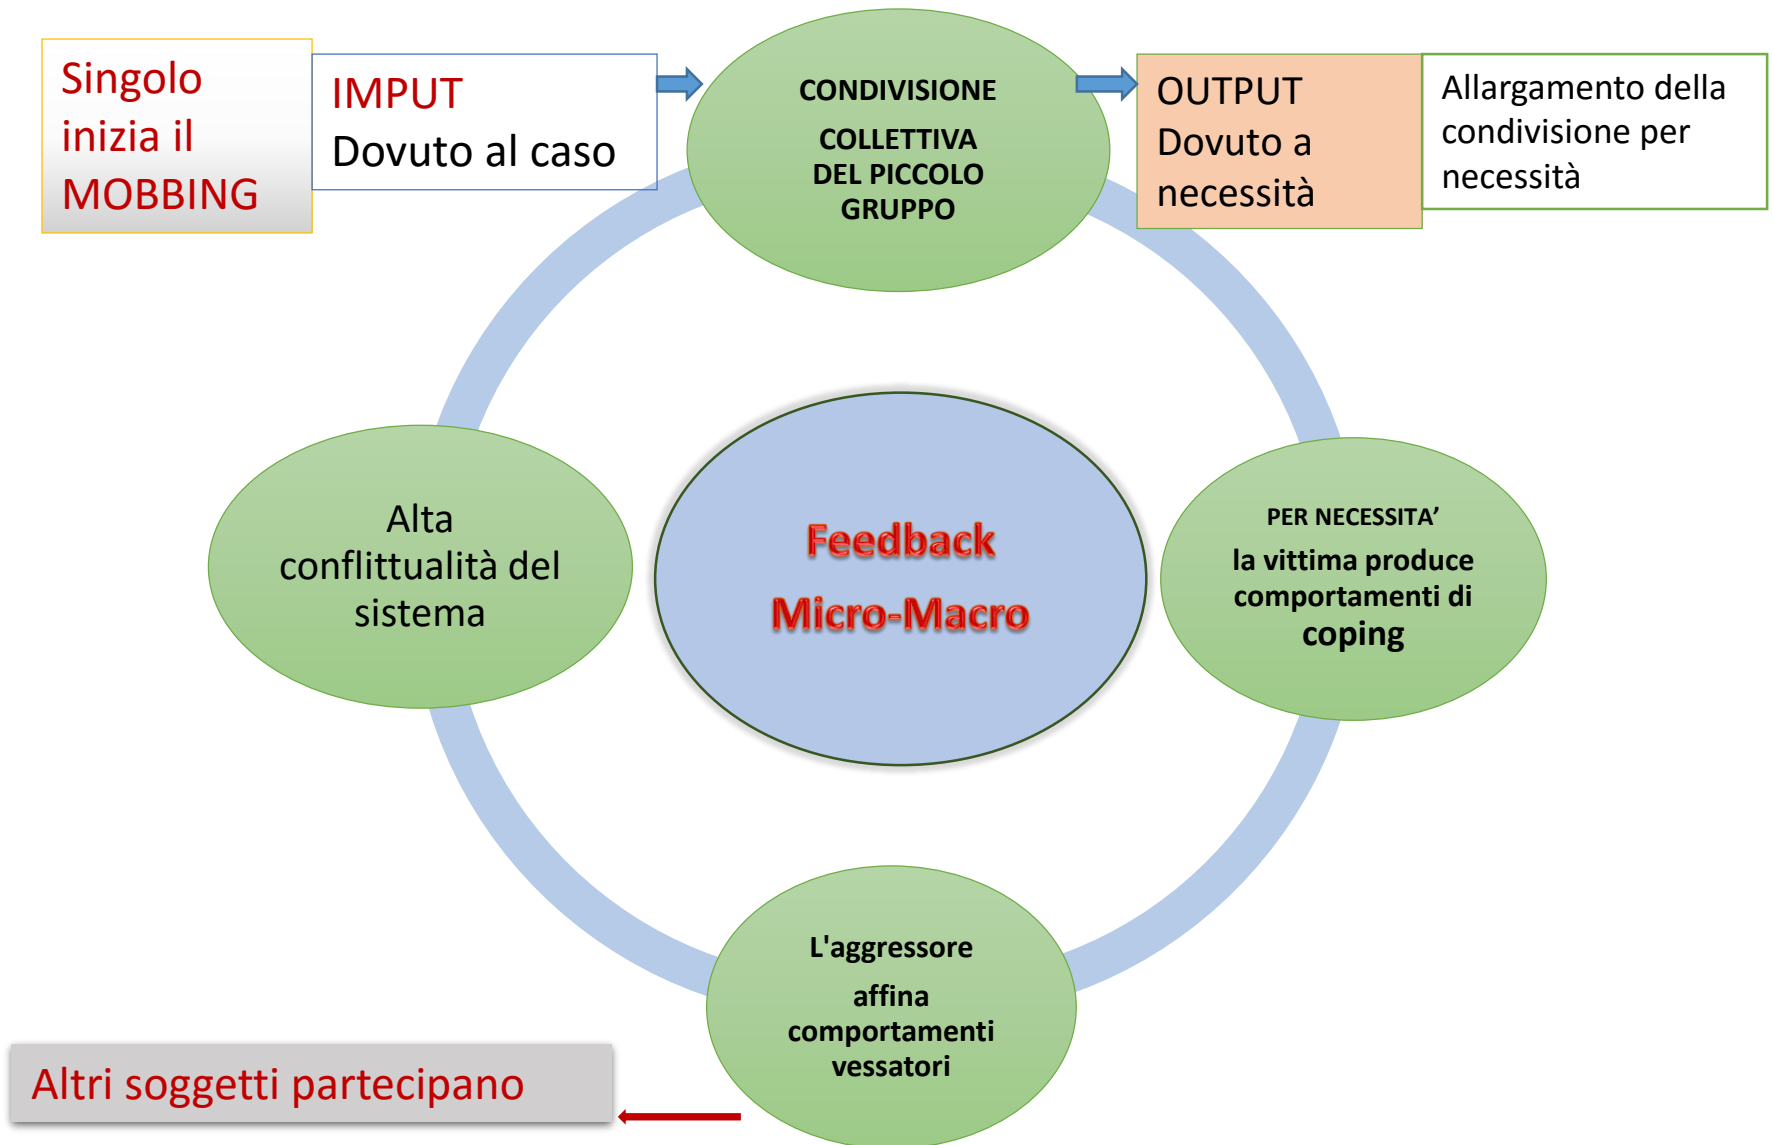 Singolo
inizia il
MOBBING
IMPUT
Dovuto al caso
CONDIVISIONE
COLLETTIVA
DEL PICCOLO
GRUPPO
OUTPUT
Dovuto a
necessità
Allargamento della
condivisione per
necessità
Alta
conflittualità del
sistema
Feedback
Micro-Macro
PER NECESSITA’
la vittima produce
comportamenti di
coping
L'aggressore
affina
comportamenti
vessatori
Altri soggetti partecipano